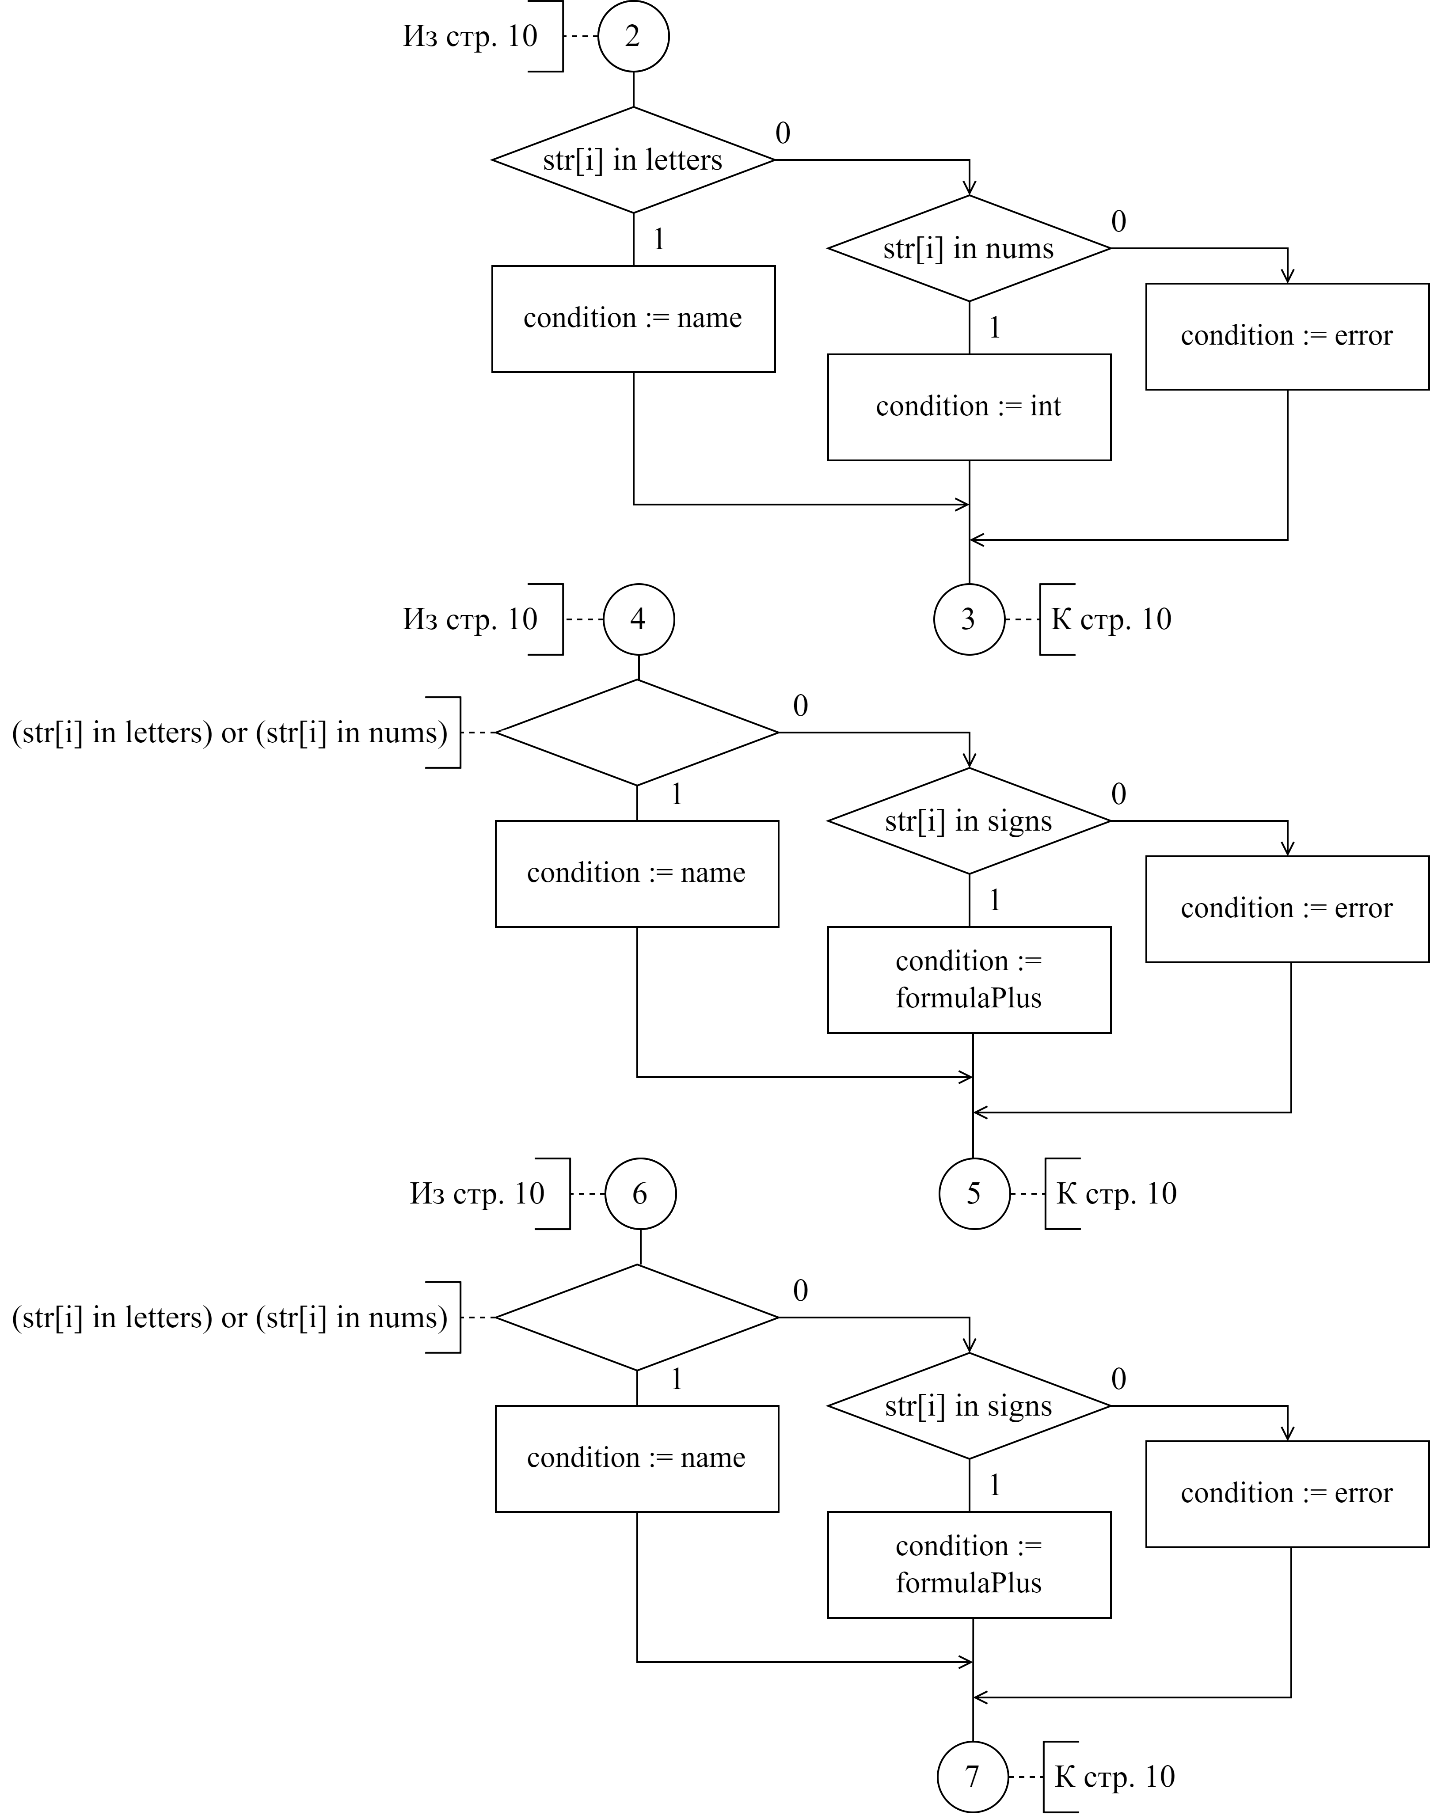 Из стр. 10
2
str[i] in letters
0
1
str[i] in nums
0
1
condition := name
condition := error
condition := int
Из стр. 10
4
3
К стр. 10
(str[i] in letters) or (str[i] in nums)
0
1
str[i] in signs
0
1
condition := name
condition := error
condition :=
formulaPlus
Из стр. 10
6
5
К стр. 10
(str[i] in letters) or (str[i] in nums)
0
1
str[i] in signs
0
1
condition := name
condition := error
condition :=
formulaPlus
7
К стр. 10